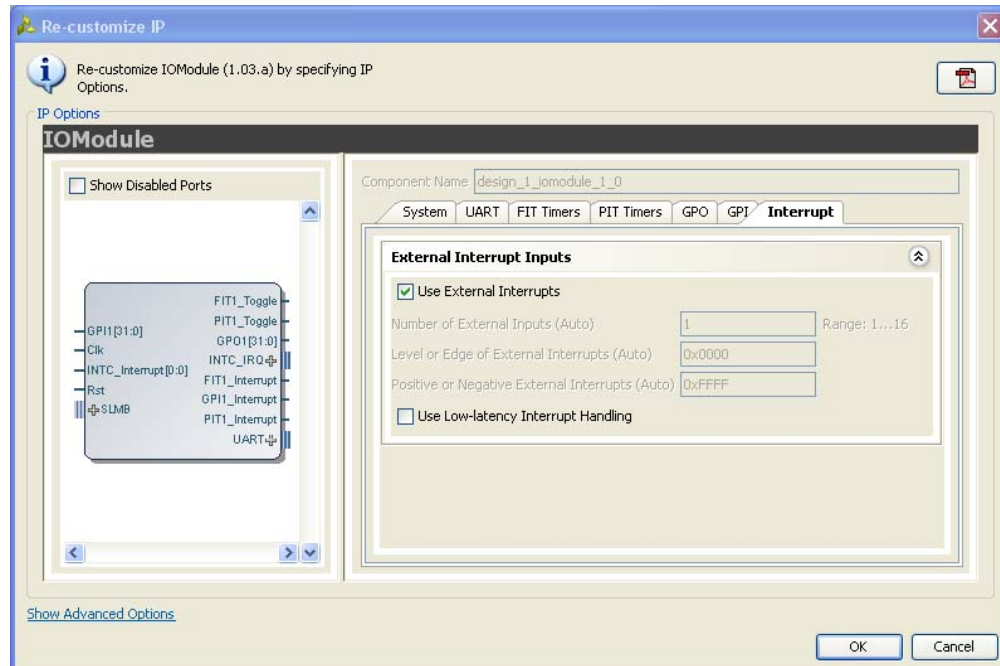 Re-customize IP
Re-customize IOModule (1.03.a) by specifying IP
Options.
IP Options
IOModule
Show Disabled Ports
GPI1[31:0]
Clk
INTC_Interrupt[0:0]
Rst
SLMB
FIT1_Toggle
PIT1_Toggle
GPO1[31:0]
INTC_IRQ
FIT1_Interrupt
GPI1_Interrupt
PIT1_Interrupt
UART
Component Name design_1_iomodule_1_0
System UART FIT Timers PIT Timers GPO GPI Interrupt
External Interrupt Inputs
Use External Interrupts
Number of External Inputs (Auto) 1 Range: 1...16
Level or Edge of External Interrupts (Auto) 0x0000
Positive or Negative External Interrupts (Auto) 0xFFFF
Use Low-latency Interrupt Handling
Show Advanced Options
OK Cancel